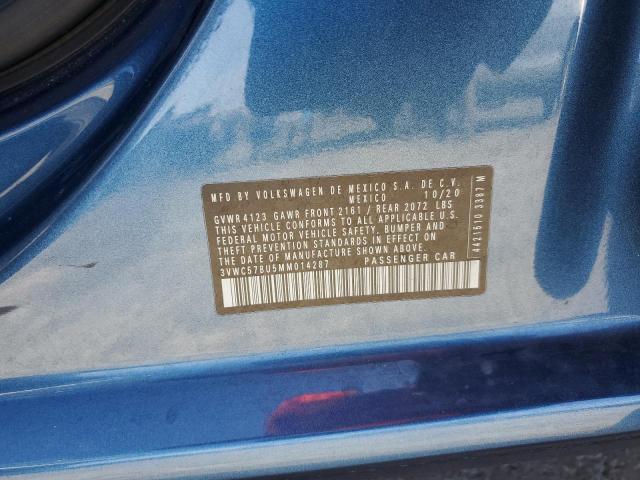 MFD BY VOLKSWAGEN DE MEXICO S.A. DE C.V.
MEXICO 10/20
GVWR 4123 GAWR FRONT 2161 / REAR 2072 LBS
THIS VEHICLE CONFORMS TO ALL APPLICABLE U.S.
FEDERAL MOTOR VEHICLE SAFETY, BUMPER AND
THEFT PREVENTION STANDARDS IN EFFECT ON
THE DATE OF MANUFACTURE SHOWN ABOVE.
3VWC57BU5MM014287 / PASSENGER CAR
4421510 3387 M